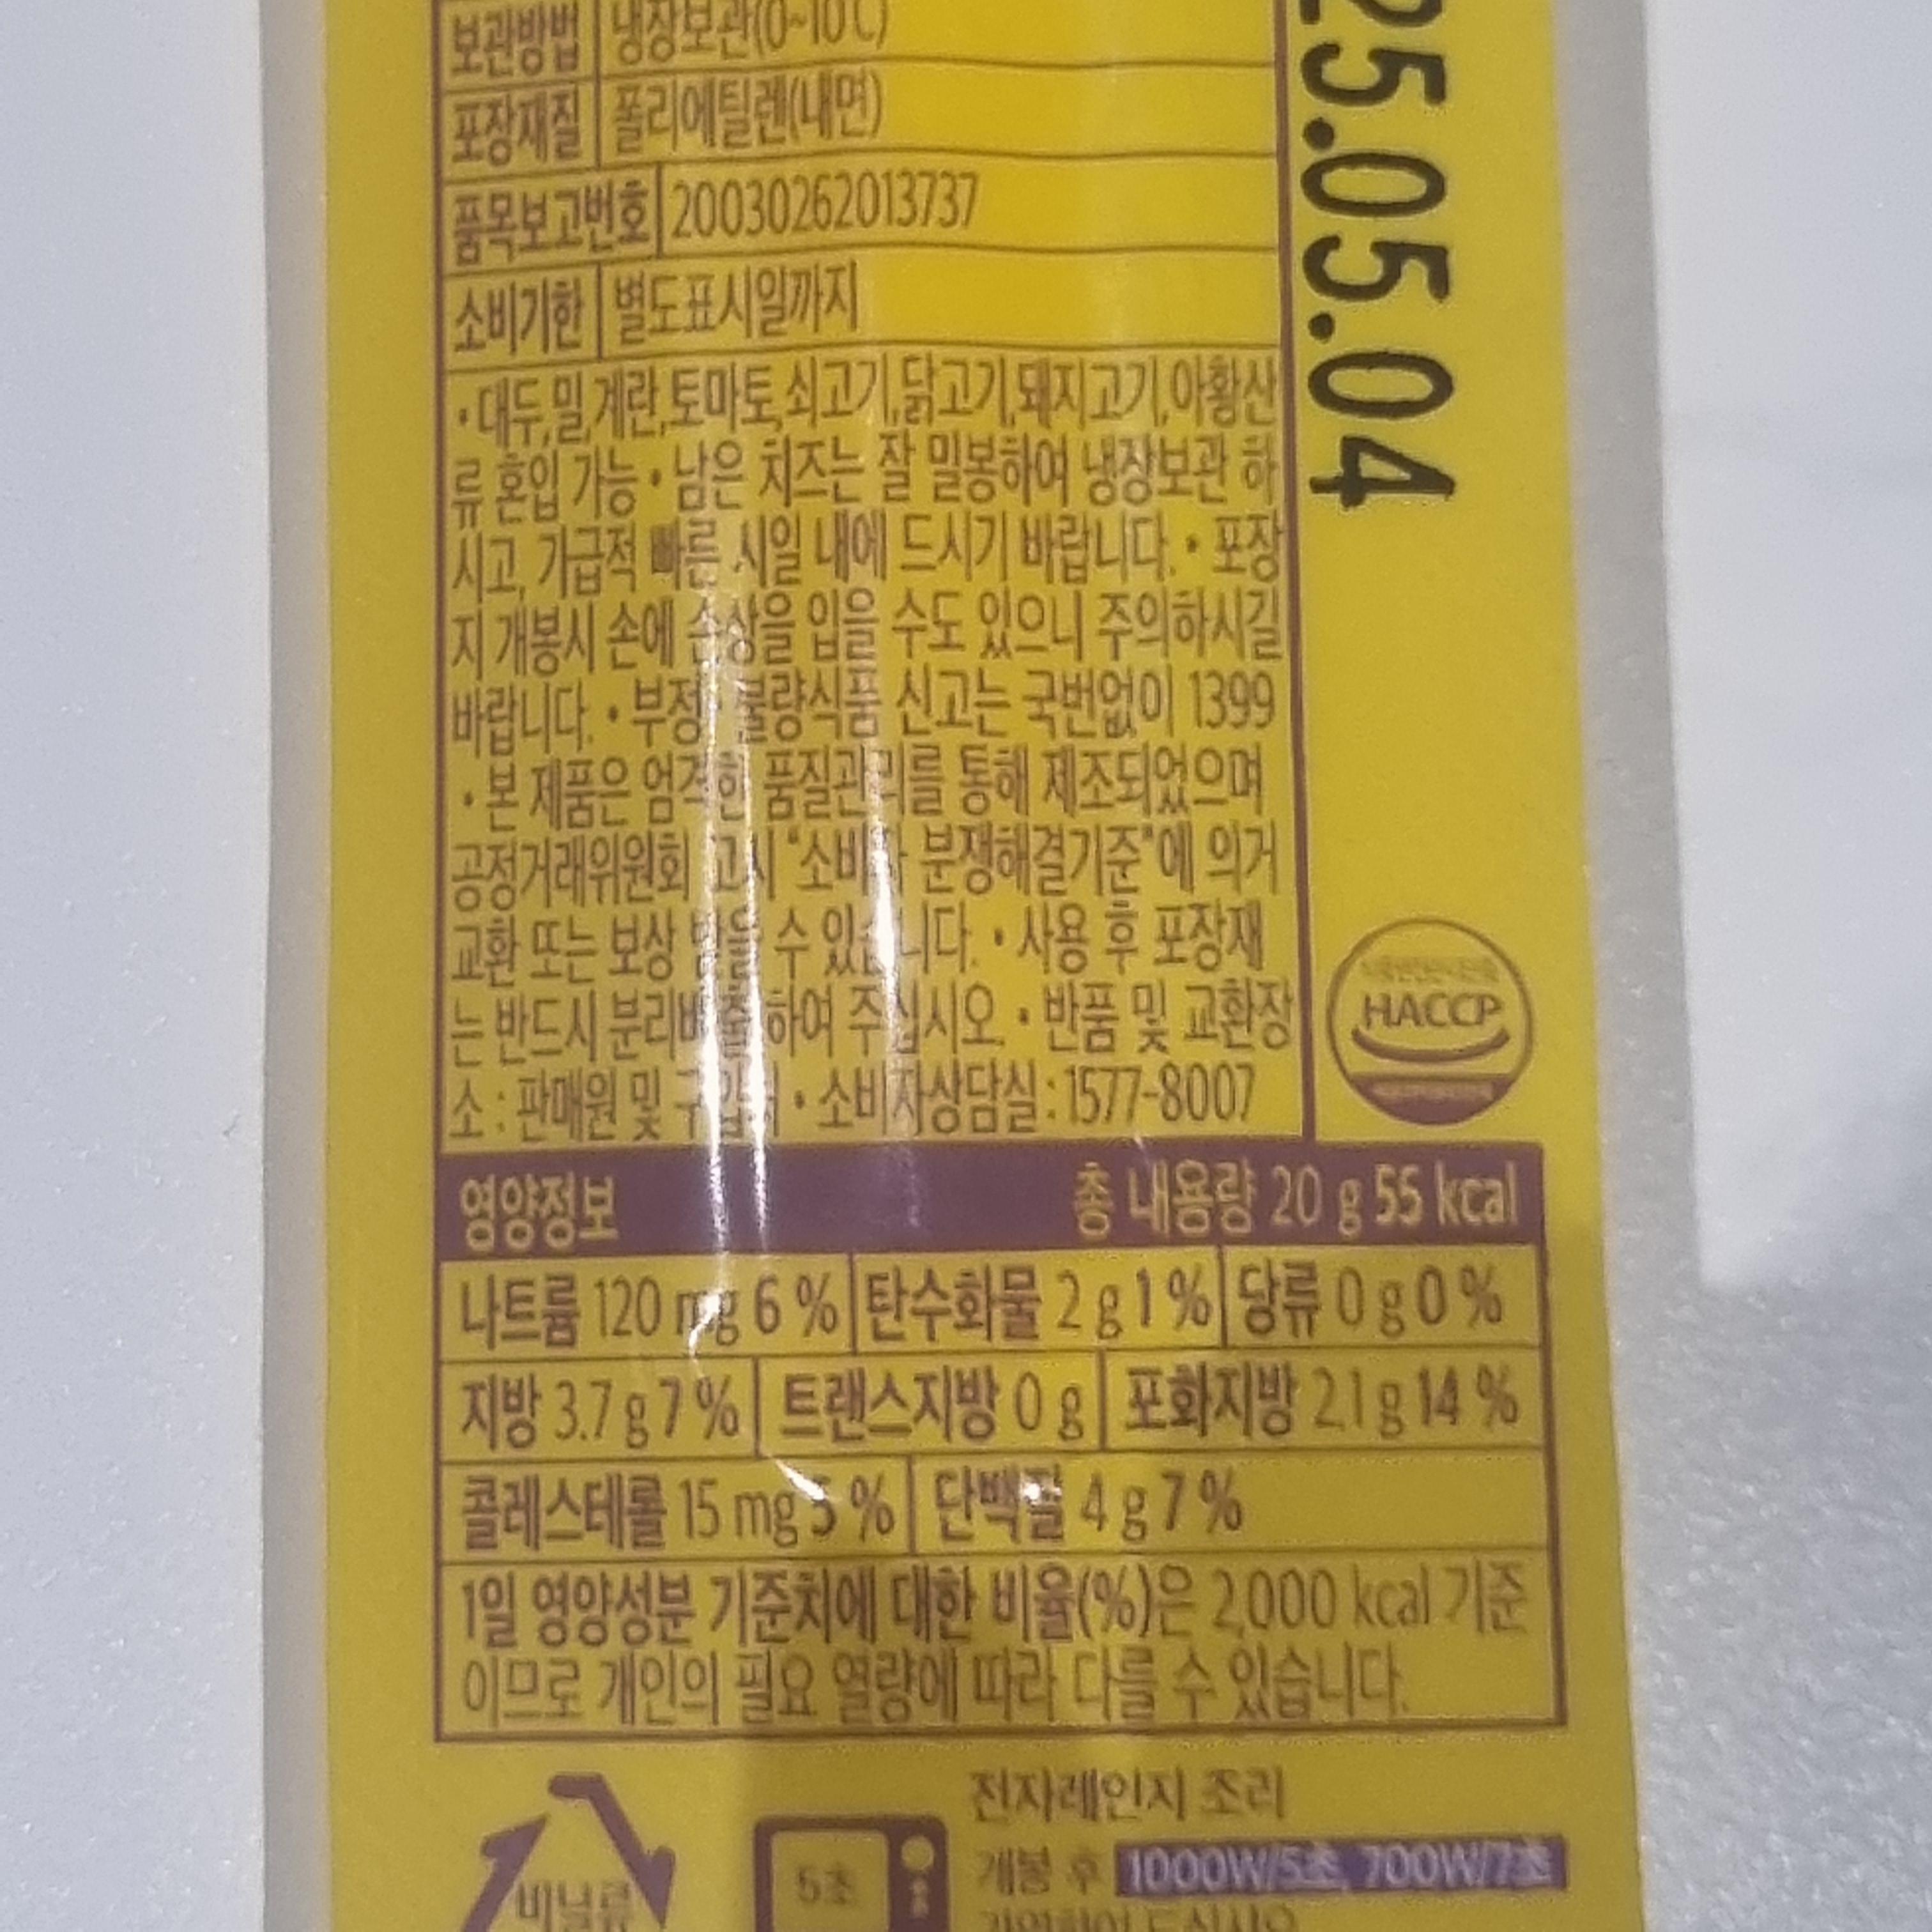 보관방법 냉장보관(0~10℃)
포장재질 폴리에틸렌(내면)
품목보고번호 20030262013737
소비기한 별도표시일까지
• 대두,밀,계란,토마토,쇠고기,닭고기,돼지고기,아황산
류 혼입 가능 • 남은 치즈는 잘 밀봉하여 냉장보관 하
시고, 가급적 빠른 시일 내에 드시기 바랍니다. • 포장
지 개봉시 손에 손상을 입을 수도 있으니 주의하시길
바랍니다. • 부정·불량식품 신고는 국번없이 1399
• 본 제품은 엄격한 품질관리를 통해 제조되었으며
공정거래위원회 고시 "소비자 분쟁해결기준"에 의거
교환 또는 보상 받을 수 있습니다. • 사용 후 포장재
는 반드시 분리배출하여 주십시오 • 반품 및 교환장
소 : 판매원 및 구입처 • 소비자상담실 : 1577-8007
25.05.04
HACCP
영양정보 총 내용량 20 g 55 kcal
나트륨 120 mg 6 % 탄수화물 2 g 1 % 당류 0 g 0 %
지방 3.7 g 7 % 트랜스지방 0 g 포화지방 2.1 g 14 %
콜레스테롤 15 mg 5 % 단백질 4 g 7 %
1일 영양성분 기준치에 대한 비율(%)은 2,000 kcal 기준
이므로 개인의 필요 열량에 따라 다를 수 있습니다.
비닐류
5초
전자레인지 조리
개봉 후 1000W/5초, 700W/7초